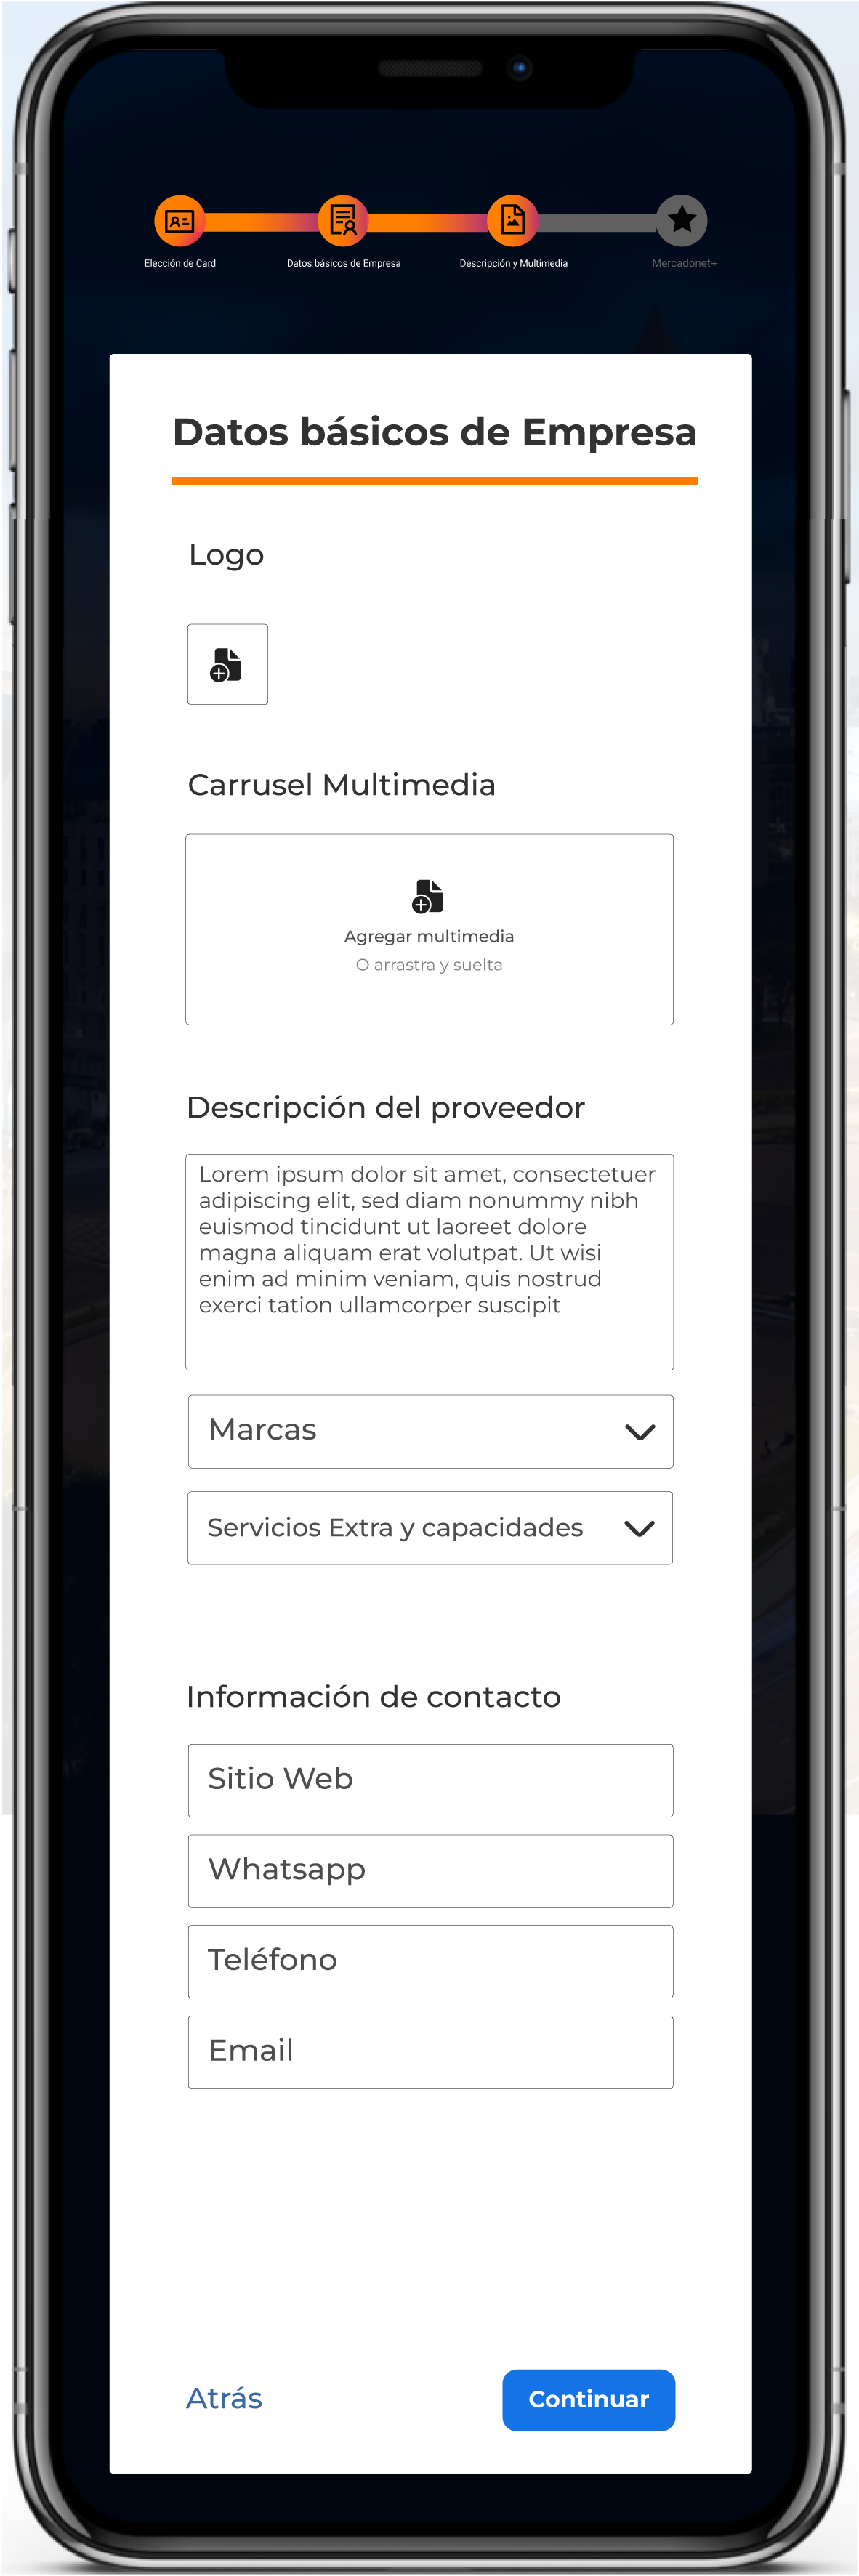 Elección de Card
Datos básicos de Empresa
Descripción y Multimedia
Mercadonet+
Datos básicos de Empresa
Logo
Carrusel Multimedia
Agregar multimedia
O arrastra y suelta
Descripción del proveedor
Lorem ipsum dolor sit amet, consectetuer
adipiscing elit, sed diam nonummy nibh
euismod tincidunt ut laoreet dolore
magna aliquam erat volutpat. Ut wisi
enim ad minim veniam, quis nostrud
exerci tation ullamcorper suscipit
Marcas
Servicios Extra y capacidades
Información de contacto
Sitio Web
Whatsapp
Teléfono
Email
Atrás
Continuar